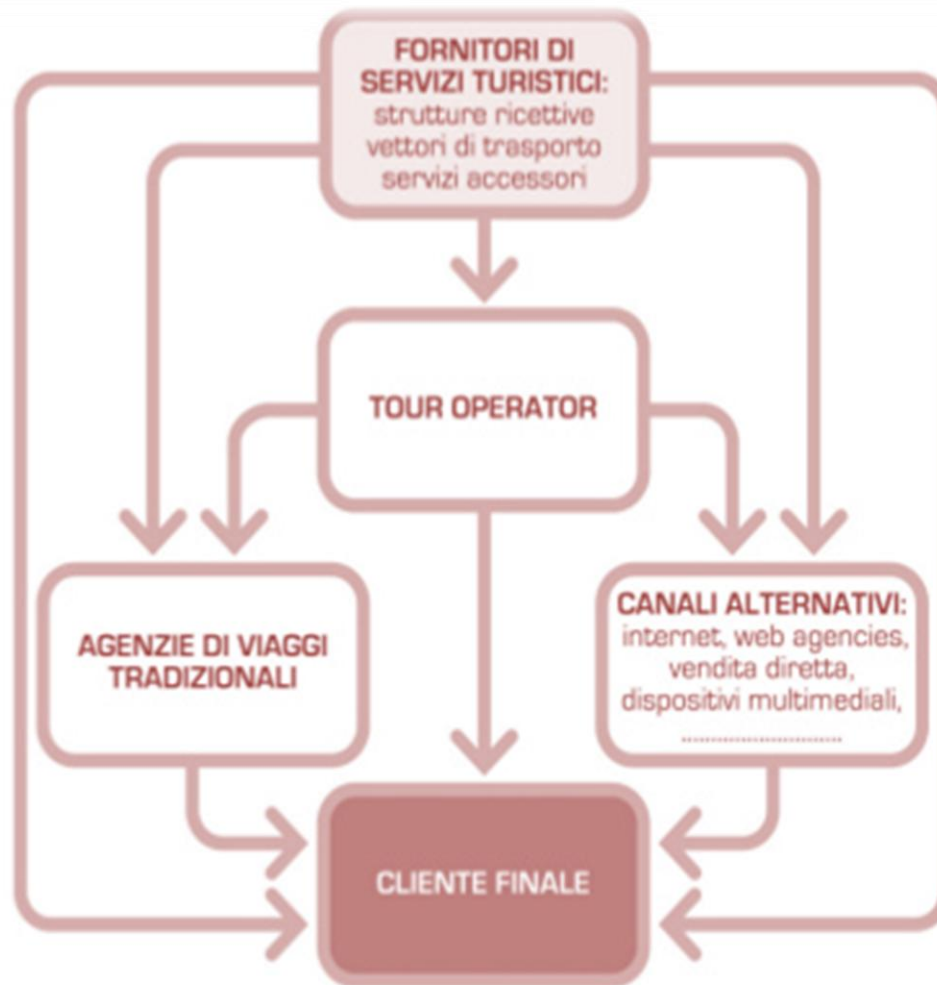 FORNITORI DI
SERVIZI TURISTICI:
strutture ricettive
vettori di trasporto
servizi accessori
TOUR OPERATOR
AGENZIE DI VIAGGI
TRADIZIONALI
CANALI ALTERNATIVI:
internet, web agencies,
vendita diretta,
dispositivi multimediali,
...........................
CLIENTE FINALE